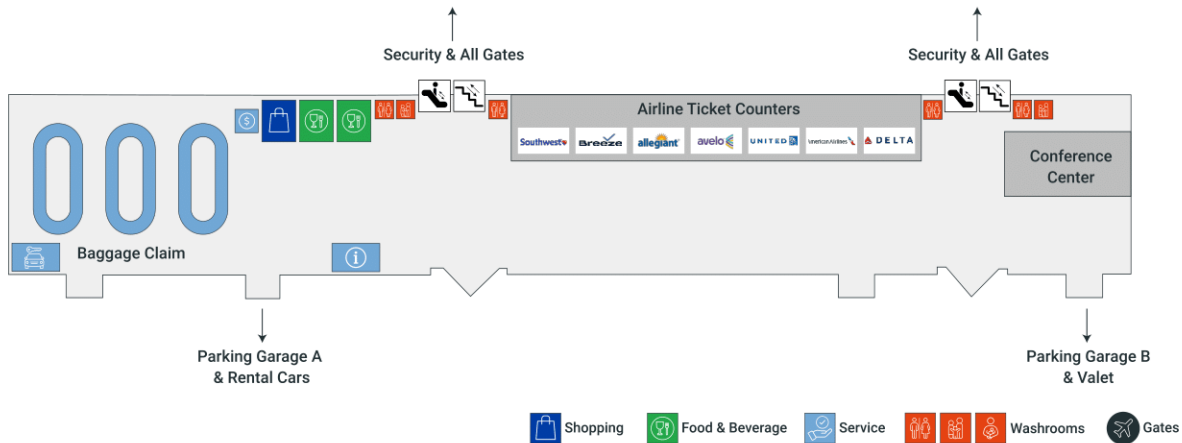 Security & All Gates
Security & All Gates
Airline Ticket Counters
Southwest
Breeze
allegiant
avelo
UNITED
American Airlines
DELTA
Conference
Center
Baggage Claim
Parking Garage A
& Rental Cars
Parking Garage B
& Valet
Shopping
Food & Beverage
Service
Washrooms
Gates